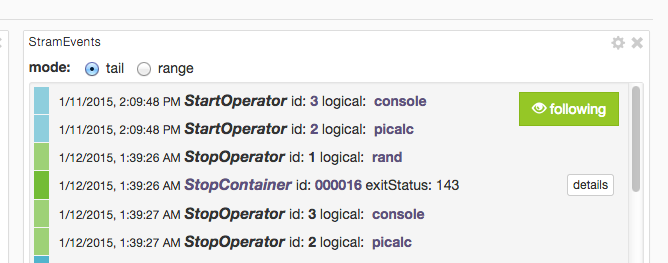 StramEvents
mode: tail range
1/11/2015, 2:09:48 PM StartOperator id: 3 logical: console
following
1/11/2015, 2:09:48 PM StartOperator id: 2 logical: picalc
1/12/2015, 1:39:26 AM StopOperator id: 1 logical: rand
1/12/2015, 1:39:26 AM StopContainer id: 000016 exitStatus: 143 details
1/12/2015, 1:39:27 AM StopOperator id: 3 logical: console
1/12/2015, 1:39:27 AM StopOperator id: 2 logical: picalc